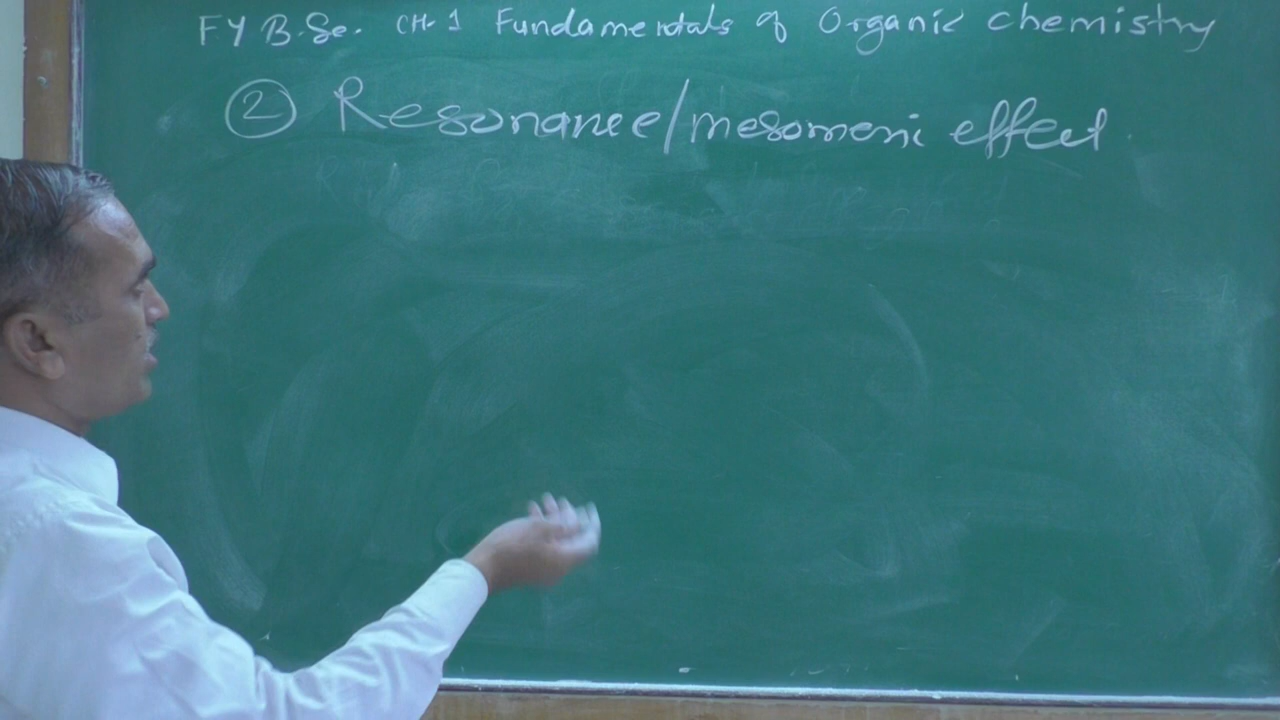 FY B.Sc. CH-1 Fundamentals of Organic chemistry
② Resonance/mesomeric effect